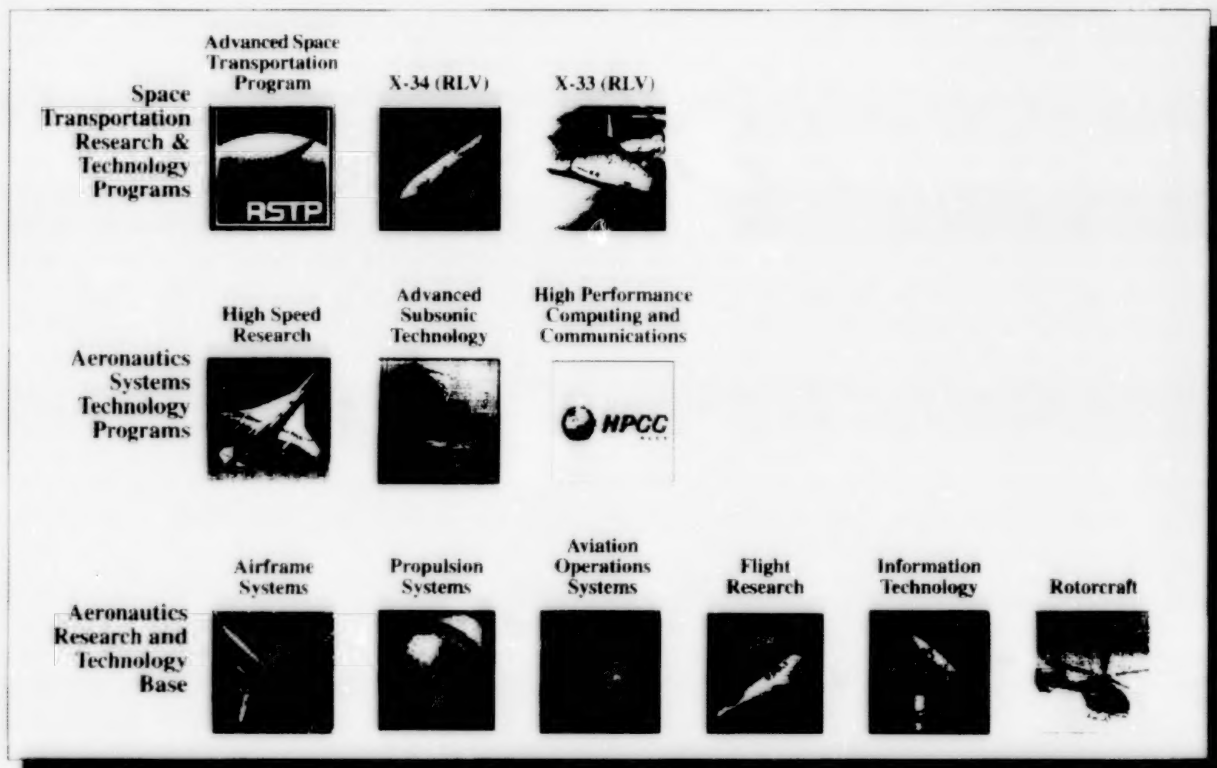 Advanced Space
Transportation
Program
X-34 (RLV)
X-33 (RLV)
Space
Transportation
Research &
Technology
Programs
ASTP
High Speed
Research
Advanced
Subsonic
Technology
High Performance
Computing and
Communications
Aeronautics
Systems
Technology
Programs
HPCC
Airframe
Systems
Propulsion
Systems
Aviation
Operations
Systems
Flight
Research
Information
Technology
Rotorcraft
Aeronautics
Research and
Technology
Base